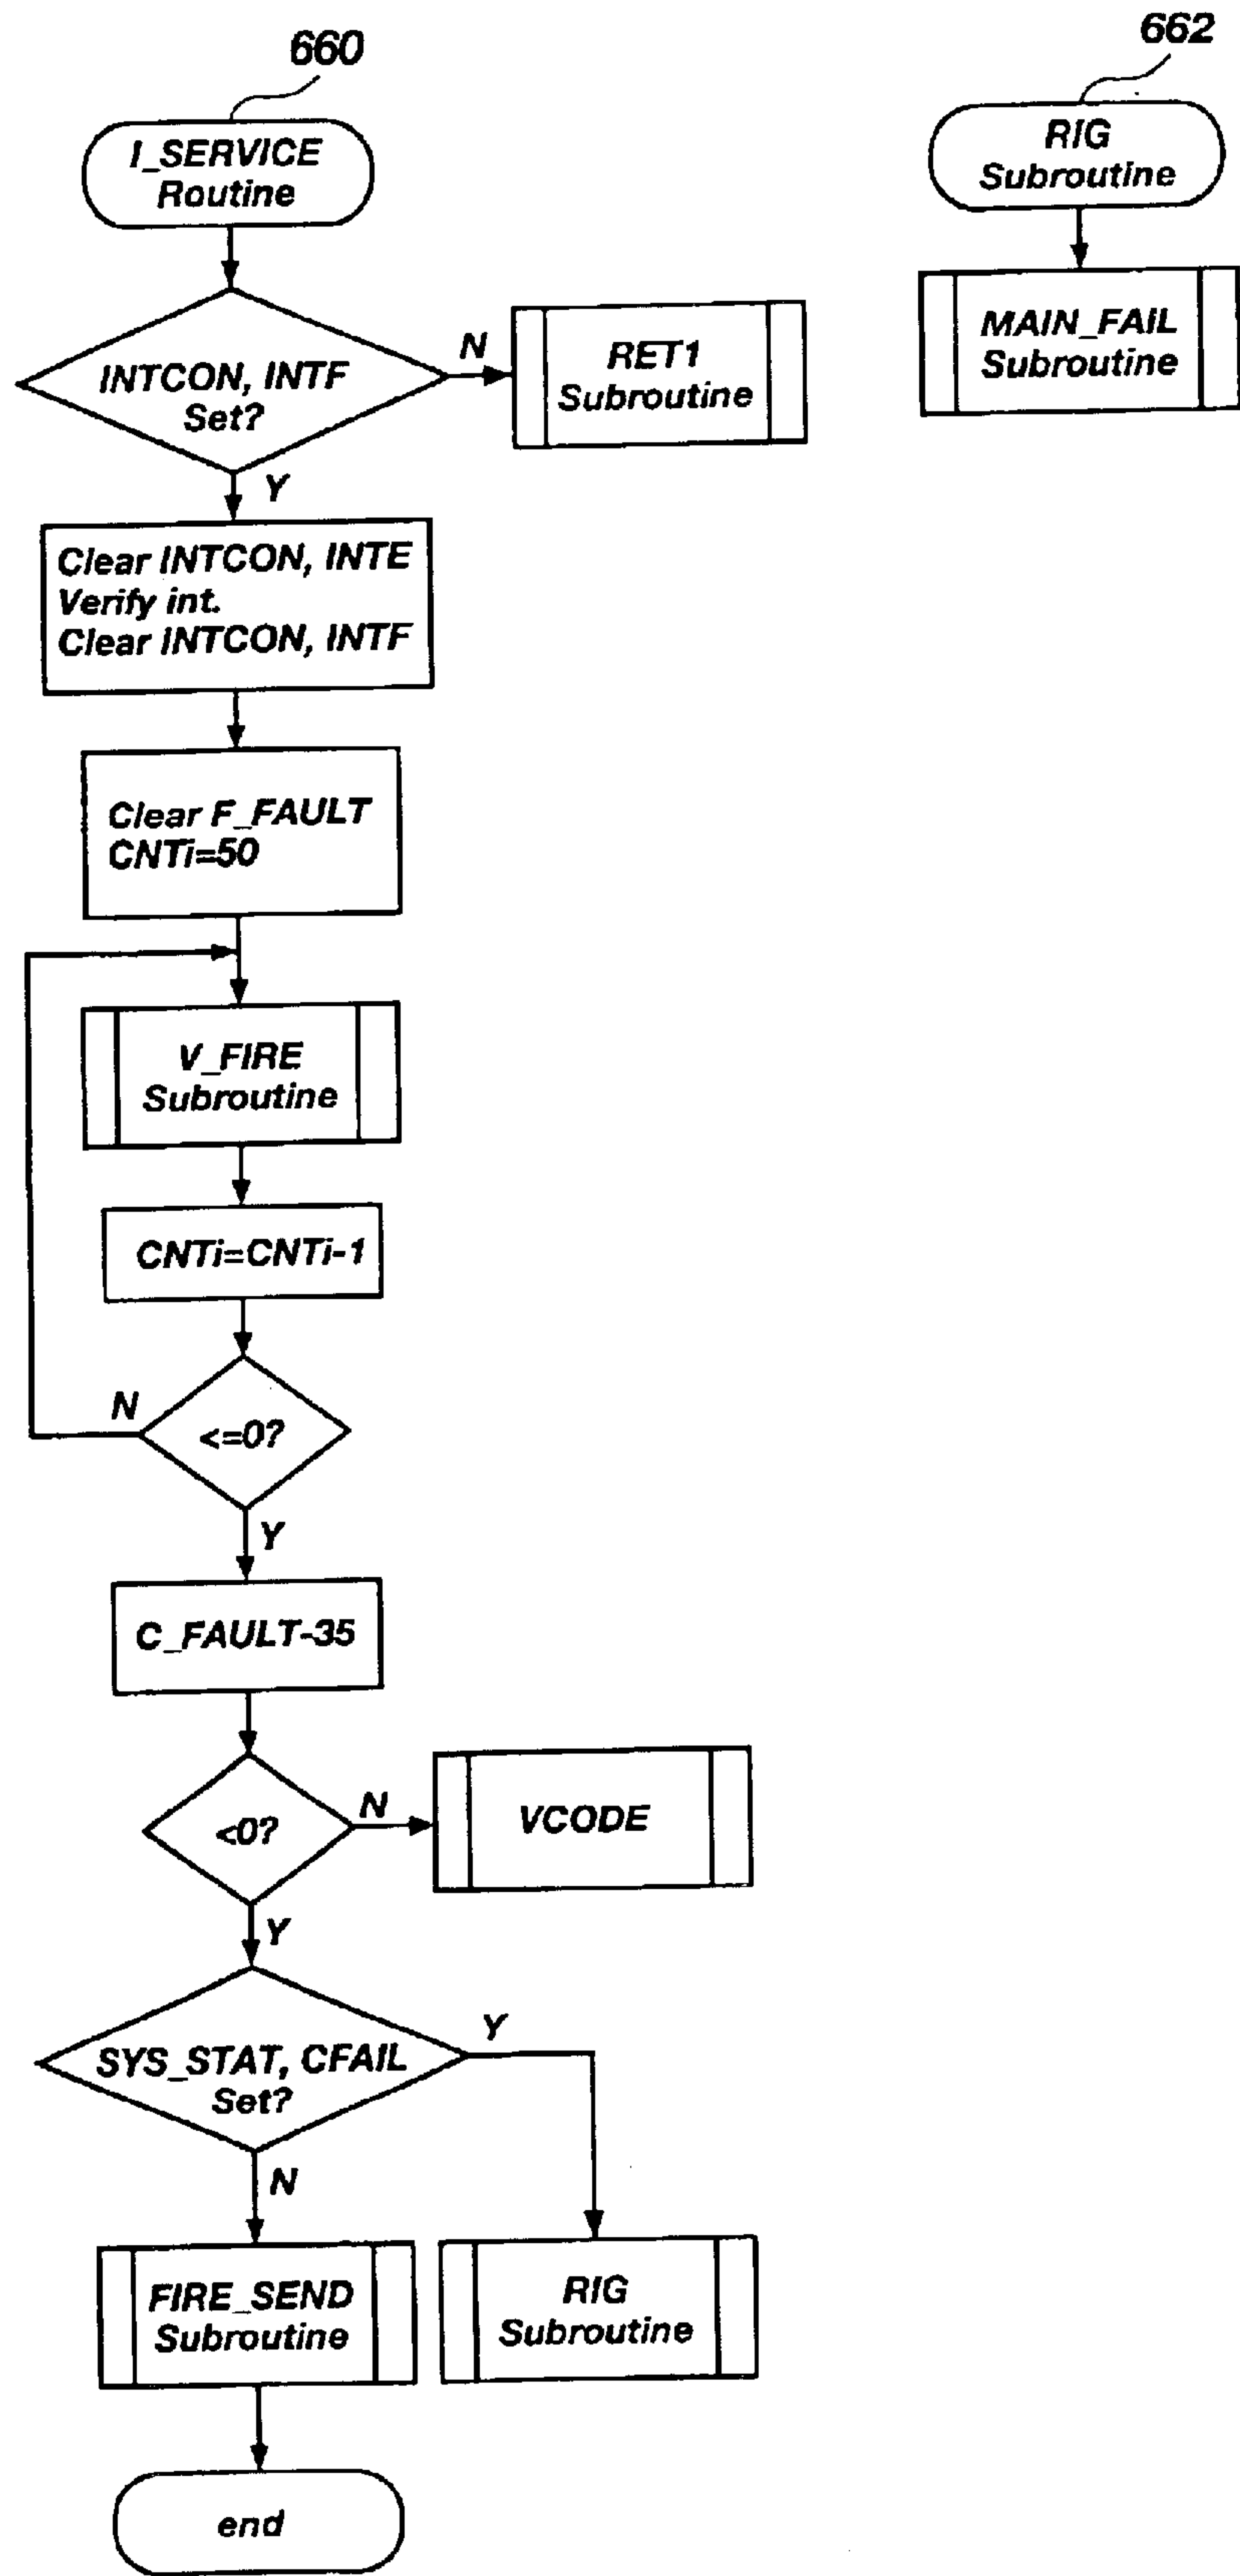 660
I_SERVICE
Routine
INTCON, INTF
Set?
N
RET1
Subroutine
Y
Clear INTCON, INTE
Verify int.
Clear INTCON, INTF
Clear F_FAULT
CNTi=50
V_FIRE
Subroutine
CNTi=CNTi-1
N
<=0?
Y
C_FAULT-35
<0?
N
VCODE
Y
SYS_STAT, CFAIL
Set?
Y
N
FIRE_SEND
Subroutine
RIG
Subroutine
end
662
RIG
Subroutine
MAIN_FAIL
Subroutine